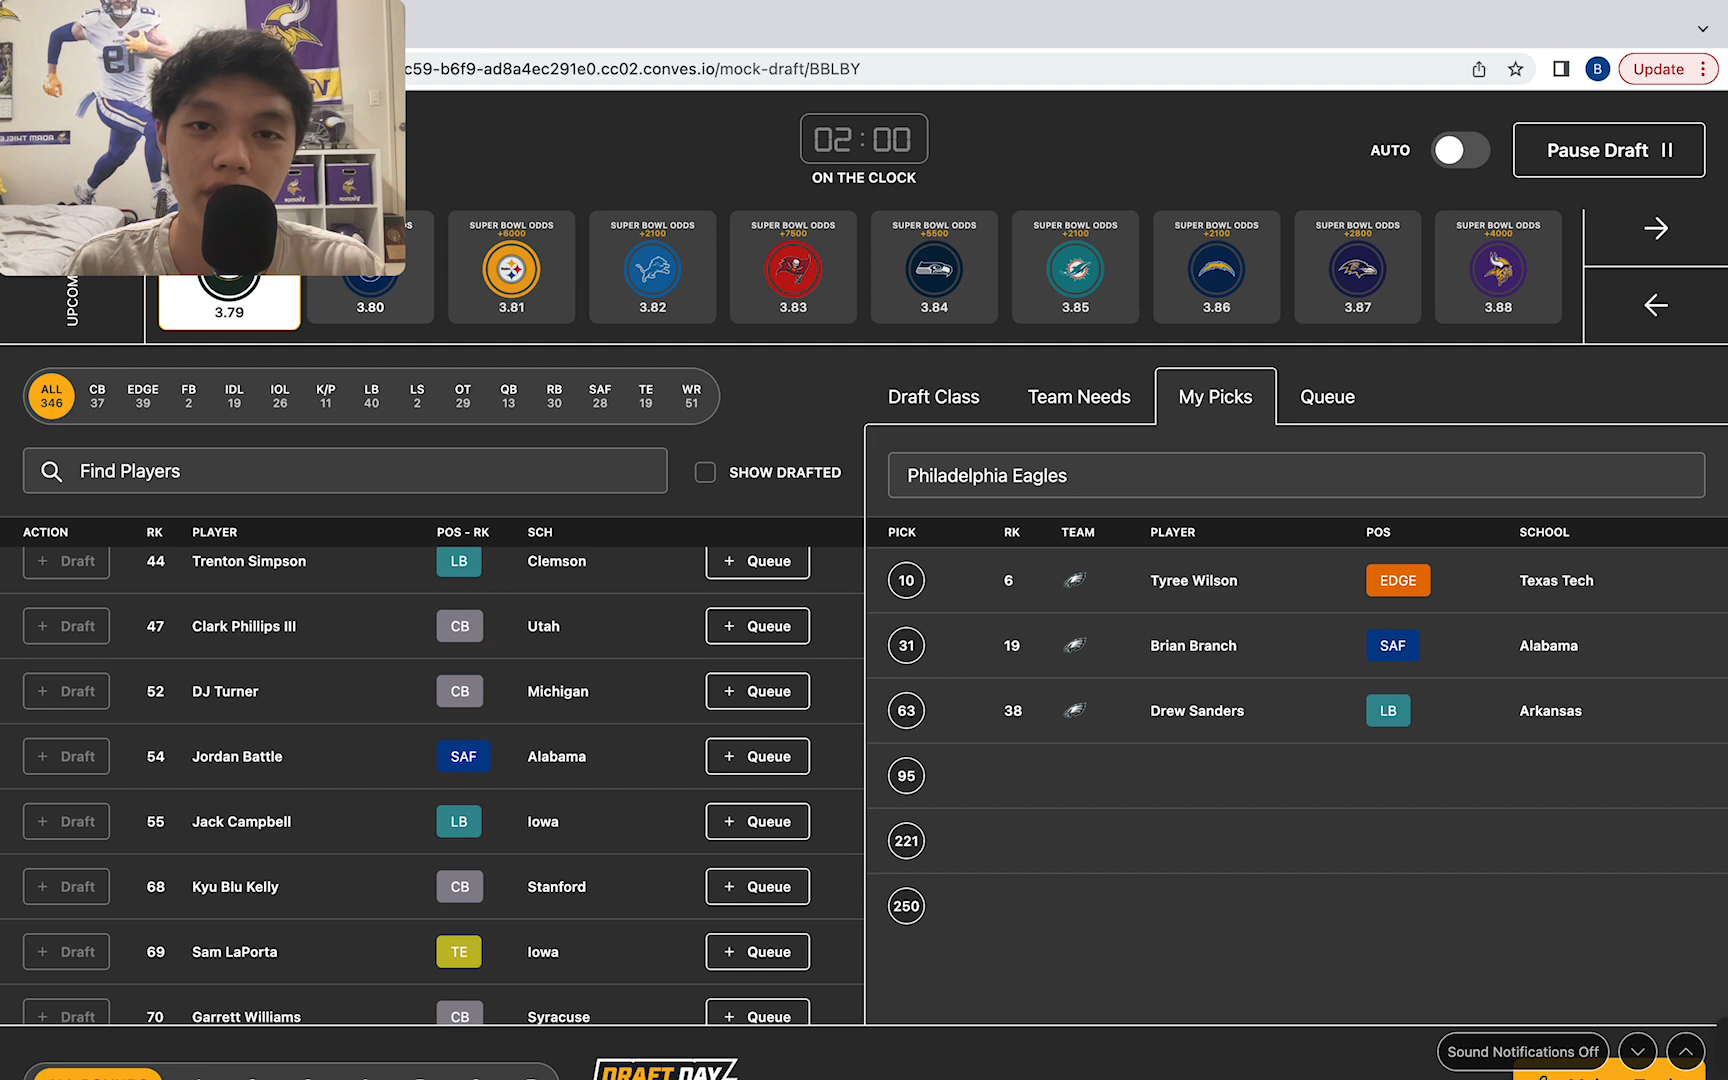 c59-b6f9-ad8a4ec291e0.cc02.conves.io/mock-draft/BBLBY
B
Update
02:00
ON THE CLOCK
AUTO
Pause Draft
ADAM THIELEN
UPCOM
3.79
3.80
SUPER BOWL ODDS
+6000
3.81
SUPER BOWL ODDS
+2100
3.82
SUPER BOWL ODDS
+7500
3.83
SUPER BOWL ODDS
+5500
3.84
SUPER BOWL ODDS
+2100
3.85
SUPER BOWL ODDS
+2100
3.86
SUPER BOWL ODDS
+2800
3.87
SUPER BOWL ODDS
+4000
3.88
ALL CB EDGE FB IDL IOL K/P LB LS OT QB RB SAF TE WR
346 37 39 2 19 26 11 40 2 29 13 30 28 19 51
Find Players
SHOW DRAFTED
ACTION RK PLAYER POS - RK SCH
+ Draft 44 Trenton Simpson LB Clemson + Queue
+ Draft 47 Clark Phillips III CB Utah + Queue
+ Draft 52 DJ Turner CB Michigan + Queue
+ Draft 54 Jordan Battle SAF Alabama + Queue
+ Draft 55 Jack Campbell LB Iowa + Queue
+ Draft 68 Kyu Blu Kelly CB Stanford + Queue
+ Draft 69 Sam LaPorta TE Iowa + Queue
+ Draft 70 Garrett Williams CB Syracuse + Queue
Draft Class Team Needs My Picks Queue
Philadelphia Eagles
PICK RK TEAM PLAYER POS SCHOOL
10 6 Tyree Wilson EDGE Texas Tech
31 19 Brian Branch SAF Alabama
63 38 Drew Sanders LB Arkansas
95
221
250
Sound Notifications Off
DRAFT DAY